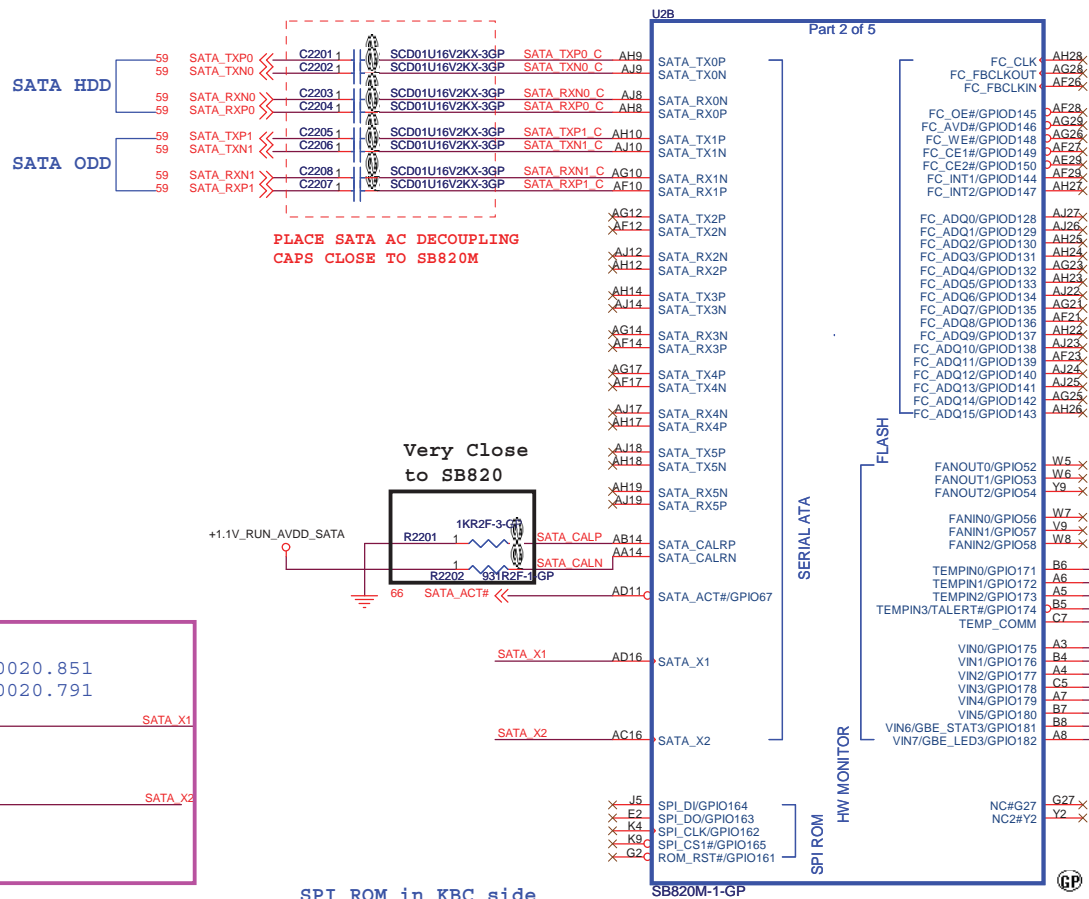 U2B
Part 2 of 5
SATA HDD
59 SATA_TXP0 C2201 1 SCD01U16V2KX-3GP SATA_TXP0_C AH9 SATA_TX0P
59 SATA_TXN0 C2202 1 SCD01U16V2KX-3GP SATA_TXN0_C AJ9 SATA_TX0N
59 SATA_RXN0 C2203 1 SCD01U16V2KX-3GP SATA_RXN0_C AJ8 SATA_RX0N
59 SATA_RXP0 C2204 1 SCD01U16V2KX-3GP SATA_RXP0_C AH8 SATA_RX0P
SATA ODD
59 SATA_TXP1 C2205 1 SCD01U16V2KX-3GP SATA_TXP1_C AH10 SATA_TX1P
59 SATA_TXN1 C2206 1 SCD01U16V2KX-3GP SATA_TXN1_C AJ10 SATA_TX1N
59 SATA_RXN1 C2208 1 SCD01U16V2KX-3GP SATA_RXN1_C AG10 SATA_RX1N
59 SATA_RXP1 C2207 1 SCD01U16V2KX-3GP SATA_RXP1_C AF10 SATA_RX1P
PLACE SATA AC DECOUPLING
CAPS CLOSE TO SB820M
AG12 SATA_TX2P
AF12 SATA_TX2N
AJ12 SATA_RX2N
AH12 SATA_RX2P
AH14 SATA_TX3P
AJ14 SATA_TX3N
AG14 SATA_RX3N
AF14 SATA_RX3P
AG17 SATA_TX4P
AF17 SATA_TX4N
AJ17 SATA_RX4N
AH17 SATA_RX4P
AJ18 SATA_TX5P
AH18 SATA_TX5N
AH19 SATA_RX5N
AJ19 SATA_RX5P
Very Close
to SB820
+1.1V_RUN_AVDD_SATA
R2201 1 1KR2F-3-GP SATA_CALP AB14 SATA_CALRP
R2202 1 931R2F-1-GP SATA_CALN AA14 SATA_CALRN
66 SATA_ACT# AD11 SATA_ACT#/GPIO67
SATA_X1 AD16 SATA_X1
SATA_X2 AC16 SATA_X2
J5 SPI_DI/GPIO164
E2 SPI_DO/GPIO163
K4 SPI_CLK/GPIO162
K9 SPI_CS1#/GPIO165
G2 ROM_RST#/GPIO161
SERIAL ATA
SPI ROM
FLASH
HW MONITOR
FC_CLK AH28
FC_FBCLKOUT AG28
FC_FBCLKIN AF26
FC_OE#/GPIOD145 AF28
FC_AVD#/GPIOD146 AG29
FC_WE#/GPIOD148 AG26
FC_CE1#/GPIOD149 AF27
FC_CE2#/GPIOD150 AE29
FC_INT1/GPIOD144 AF29
FC_INT2/GPIOD147 AH27
FC_ADQ0/GPIOD128 AJ27
FC_ADQ1/GPIOD129 AJ26
FC_ADQ2/GPIOD130 AH25
FC_ADQ3/GPIOD131 AH24
FC_ADQ4/GPIOD132 AG23
FC_ADQ5/GPIOD133 AH23
FC_ADQ6/GPIOD134 AJ22
FC_ADQ7/GPIOD135 AG21
FC_ADQ8/GPIOD136 AF21
FC_ADQ9/GPIOD137 AH22
FC_ADQ10/GPIOD138 AJ23
FC_ADQ11/GPIOD139 AF23
FC_ADQ12/GPIOD140 AJ24
FC_ADQ13/GPIOD141 AJ25
FC_ADQ14/GPIOD142 AG25
FC_ADQ15/GPIOD143 AH26
FANOUT0/GPIO52 W5
FANOUT1/GPIO53 W6
FANOUT2/GPIO54 Y9
FANIN0/GPIO56 W7
FANIN1/GPIO57 V9
FANIN2/GPIO58 W8
TEMPIN0/GPIO171 B6
TEMPIN1/GPIO172 A6
TEMPIN2/GPIO173 A5
TEMPIN3/TALERT#/GPIO174 B5
TEMP_COMM C7
VIN0/GPIO175 A3
VIN1/GPIO176 B4
VIN2/GPIO177 A4
VIN3/GPIO178 C5
VIN4/GPIO179 A7
VIN5/GPIO180 B7
VIN6/GBE_STAT3/GPIO181 B8
VIN7/GBE_LED3/GPIO182 A8
NC#G27 G27
NC2#Y2 Y2
0020.851
0020.791
SATA_X1
SATA_X2
SPI ROM in KBC side
SB820M-1-GP
GP